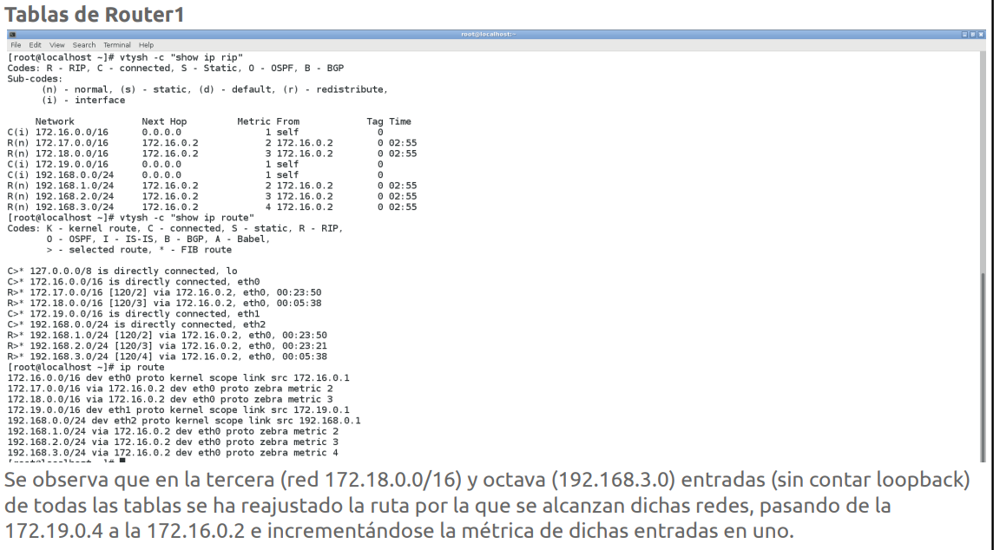 Tablas de Router1
root@localhost:~
File Edit View Search Terminal Help
[root@localhost ~]# vtysh -c "show ip rip"
Codes: R - RIP, C - connected, S - Static, O - OSPF, B - BGP
Sub-codes:
      (n) - normal, (s) - static, (d) - default, (r) - redistribute,
      (i) - interface
     Network            Next Hop         Metric From            Tag Time
C(i) 172.16.0.0/16      0.0.0.0               1 self              0
R(n) 172.17.0.0/16      172.16.0.2            2 172.16.0.2        0 02:55
R(n) 172.18.0.0/16      172.16.0.2            3 172.16.0.2        0 02:55
C(i) 172.19.0.0/16      0.0.0.0               1 self              0
C(i) 192.168.0.0/24     0.0.0.0               1 self              0
R(n) 192.168.1.0/24     172.16.0.2            2 172.16.0.2        0 02:55
R(n) 192.168.2.0/24     172.16.0.2            3 172.16.0.2        0 02:55
R(n) 192.168.3.0/24     172.16.0.2            4 172.16.0.2        0 02:55
[root@localhost ~]# vtysh -c "show ip route"
Codes: K - kernel route, C - connected, S - static, R - RIP,
       O - OSPF, I - IS-IS, B - BGP, A - Babel,
       > - selected route, * - FIB route
C>* 127.0.0.0/8 is directly connected, lo
C>* 172.16.0.0/16 is directly connected, eth0
R>* 172.17.0.0/16 [120/2] via 172.16.0.2, eth0, 00:23:50
R>* 172.18.0.0/16 [120/3] via 172.16.0.2, eth0, 00:05:38
C>* 172.19.0.0/16 is directly connected, eth1
C>* 192.168.0.0/24 is directly connected, eth2
R>* 192.168.1.0/24 [120/2] via 172.16.0.2, eth0, 00:23:50
R>* 192.168.2.0/24 [120/3] via 172.16.0.2, eth0, 00:23:21
R>* 192.168.3.0/24 [120/4] via 172.16.0.2, eth0, 00:05:38
[root@localhost ~]# ip route
172.16.0.0/16 dev eth0 proto kernel scope link src 172.16.0.1
172.17.0.0/16 via 172.16.0.2 dev eth0 proto zebra metric 2
172.18.0.0/16 via 172.16.0.2 dev eth0 proto zebra metric 3
172.19.0.0/16 dev eth1 proto kernel scope link src 172.19.0.1
192.168.0.0/24 dev eth2 proto kernel scope link src 192.168.0.1
192.168.1.0/24 via 172.16.0.2 dev eth0 proto zebra metric 2
192.168.2.0/24 via 172.16.0.2 dev eth0 proto zebra metric 3
192.168.3.0/24 via 172.16.0.2 dev eth0 proto zebra metric 4
Se observa que en la tercera (red 172.18.0.0/16) y octava (192.168.3.0) entradas (sin contar loopback)
de todas las tablas se ha reajustado la ruta por la que se alcanzan dichas redes, pasando de la
172.19.0.4 a la 172.16.0.2 e incrementándose la métrica de dichas entradas en uno.